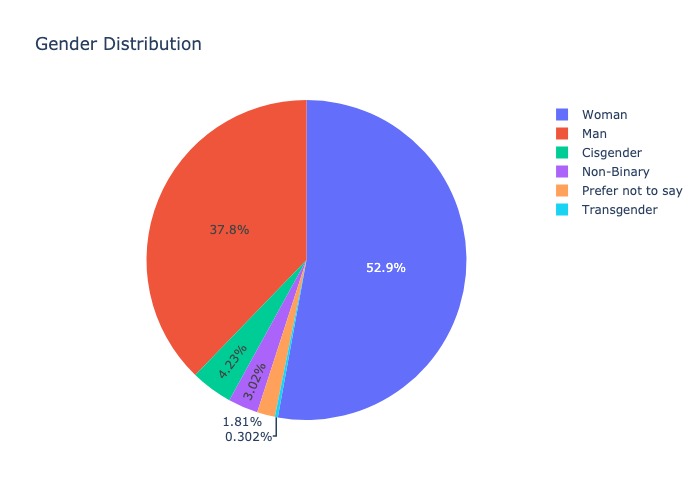 Gender Distribution
Woman
Man
Cisgender
Non-Binary
Prefer not to say
Transgender
37.8%
52.9%
4.23%
3.02%
1.81%
0.302%